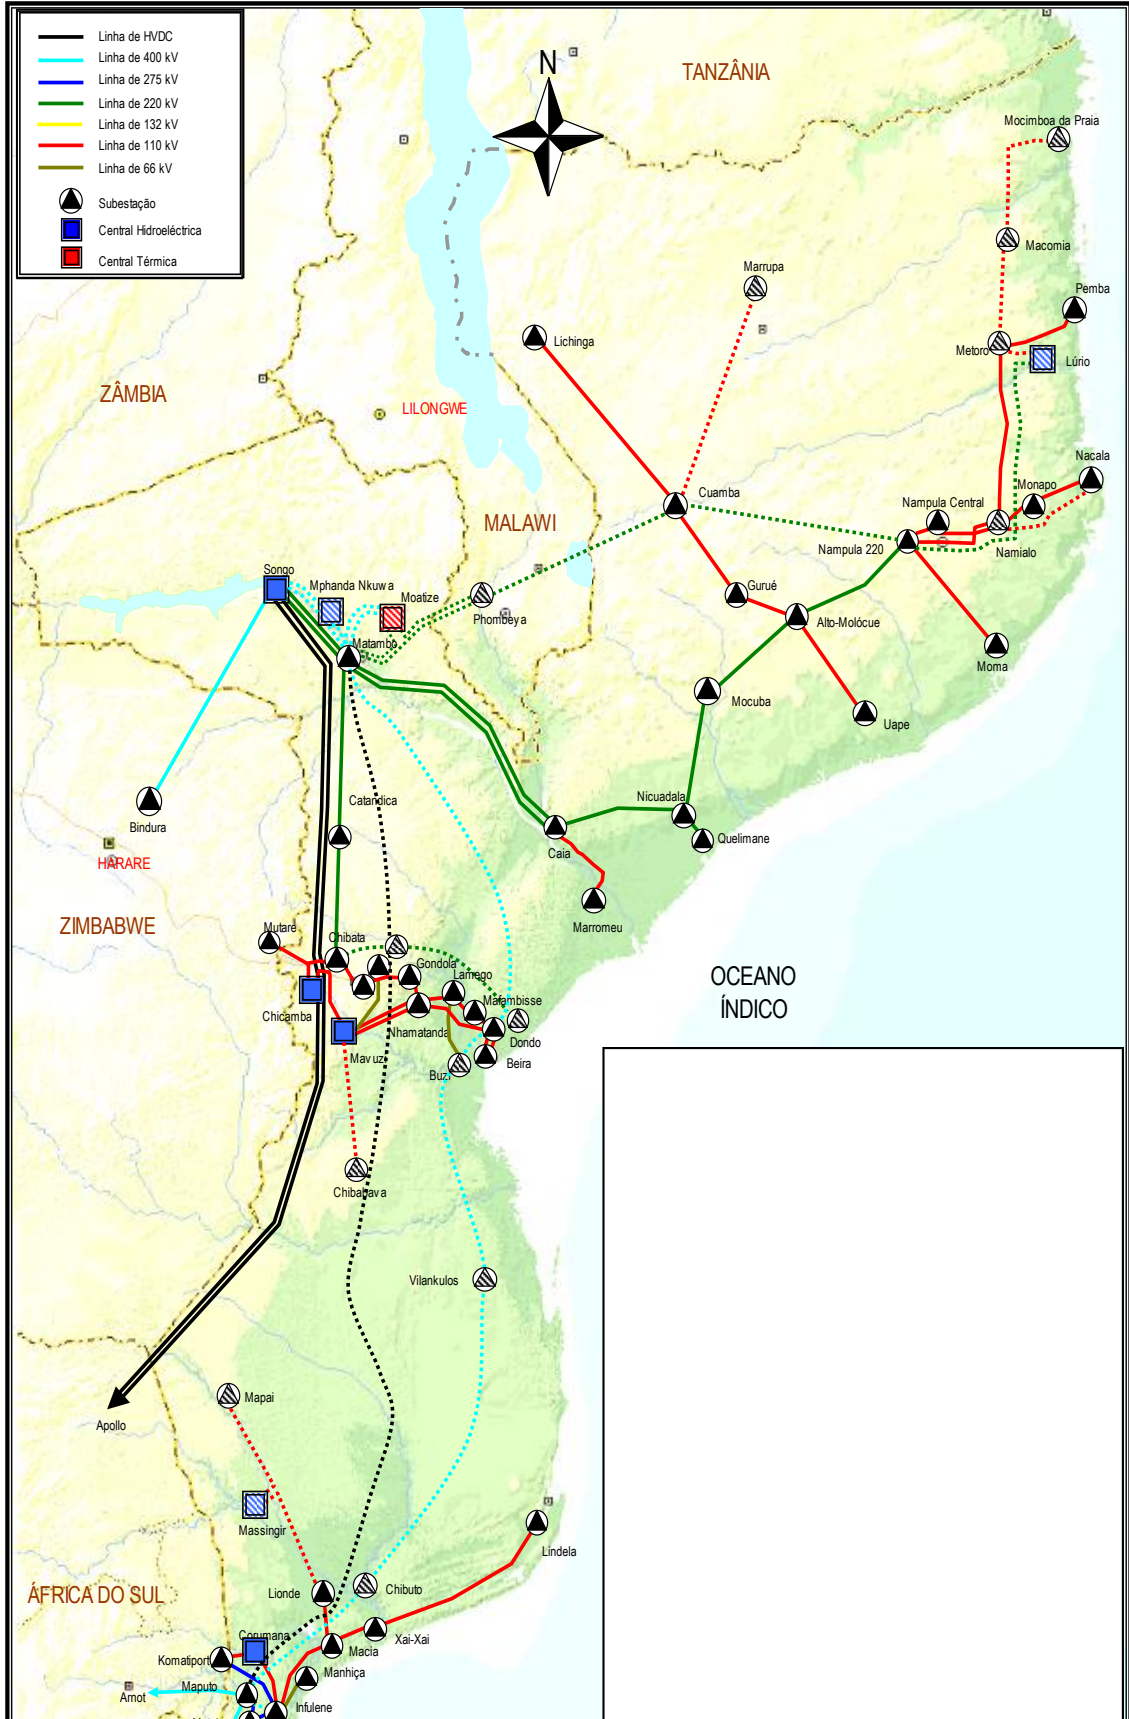 Linha de HVDC
Linha de 400 kV
Linha de 275 kV
Linha de 220 kV
Linha de 132 kV
Linha de 110 kV
Linha de 66 kV
Subestação
Central Hidroeléctrica
Central Térmica
N
TANZÂNIA
Mocimboa da Praia
Macomia
Marrupa
Pemba
Lichinga
Metoro
Lúrio
ZÂMBIA
LILONGWE
Nacala
Cuamba
Monapo
Nampula Central
MALAWI
Nampula 220
Namialo
Songo
Mphanda Nkuwa
Moatize
Gurué
Phombeya
Alto-Molócue
Matambo
Moma
Mocuba
Uape
Nicuadala
Catandica
Bindura
Quelimane
Caia
HARARE
ZIMBABWE
Mutare
Marromeu
Chibata
Gondola
Lamego
OCEANO
ÍNDICO
Chicamba
Mafambisse
Nhamatanda
Dondo
Mavuzi
Beira
Buzi
Chibabava
Vilankulos
Mapai
Apollo
Massingir
Lindela
ÁFRICA DO SUL
Lionde
Chibuto
Corumana
Xai-Xai
Komatiport
Macia
Manhiça
Maputo
Arnot
Infulene